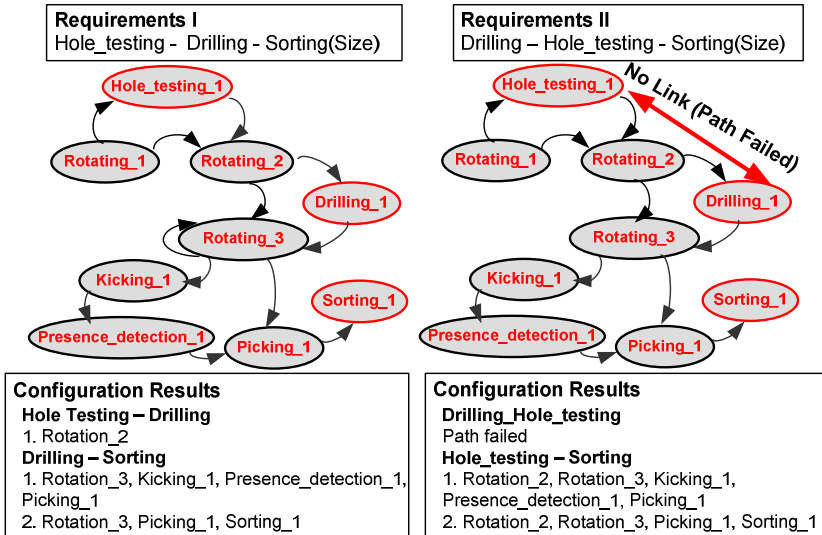 Requirements I
Hole_testing - Drilling - Sorting(Size)
Hole_testing_1
Rotating_1
Rotating_2
Drilling_1
Rotating_3
Kicking_1
Sorting_1
Presence_detection_1
Picking_1
Configuration Results
Hole Testing – Drilling
1. Rotation_2
Drilling – Sorting
1. Rotation_3, Kicking_1, Presence_detection_1,
Picking_1
2. Rotation_3, Picking_1, Sorting_1
Requirements II
Drilling – Hole_testing - Sorting(Size)
No Link (Path Failed)
Hole_testing_1
Rotating_1
Rotating_2
Drilling_1
Rotating_3
Kicking_1
Sorting_1
Presence_detection_1
Picking_1
Configuration Results
Drilling_Hole_testing
Path failed
Hole_testing – Sorting
1. Rotation_2, Rotation_3, Kicking_1,
Presence_detection_1, Picking_1
2. Rotation_2, Rotation_3, Picking_1, Sorting_1